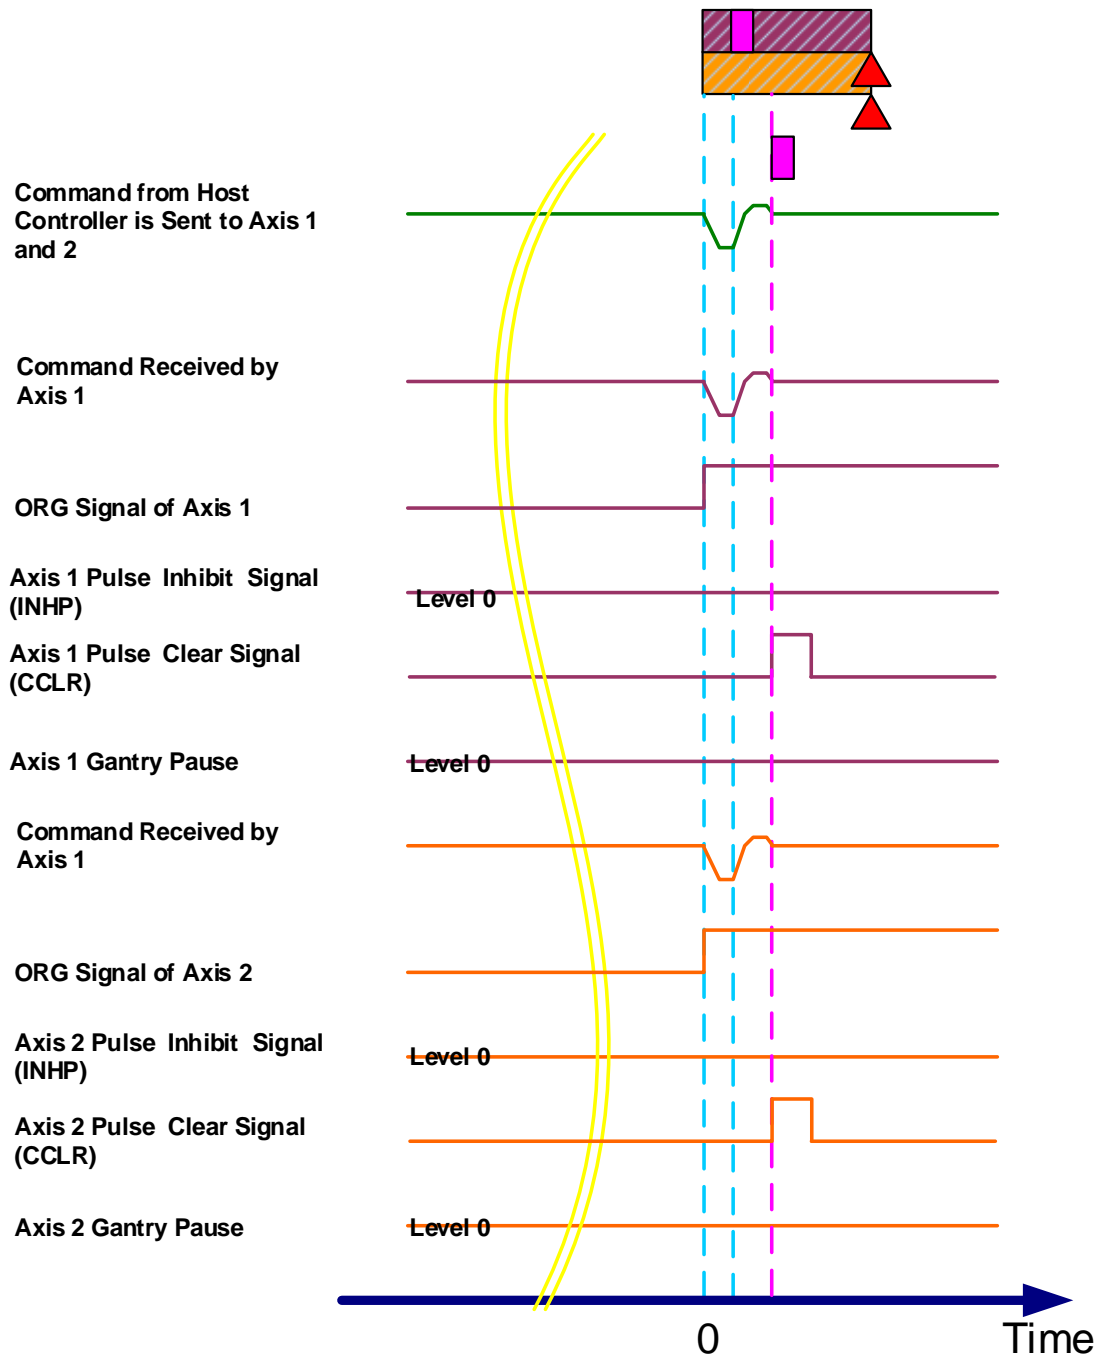 Command from Host
Controller is Sent to Axis 1
and 2
Command Received by
Axis 1
ORG Signal of Axis 1
Axis 1 Pulse Inhibit Signal
(INHP)
Level 0
Axis 1 Pulse Clear Signal
(CCLR)
Axis 1 Gantry Pause
Level 0
Command Received by
Axis 1
ORG Signal of Axis 2
Axis 2 Pulse Inhibit Signal
(INHP)
Level 0
Axis 2 Pulse Clear Signal
(CCLR)
Axis 2 Gantry Pause
Level 0
0
Time